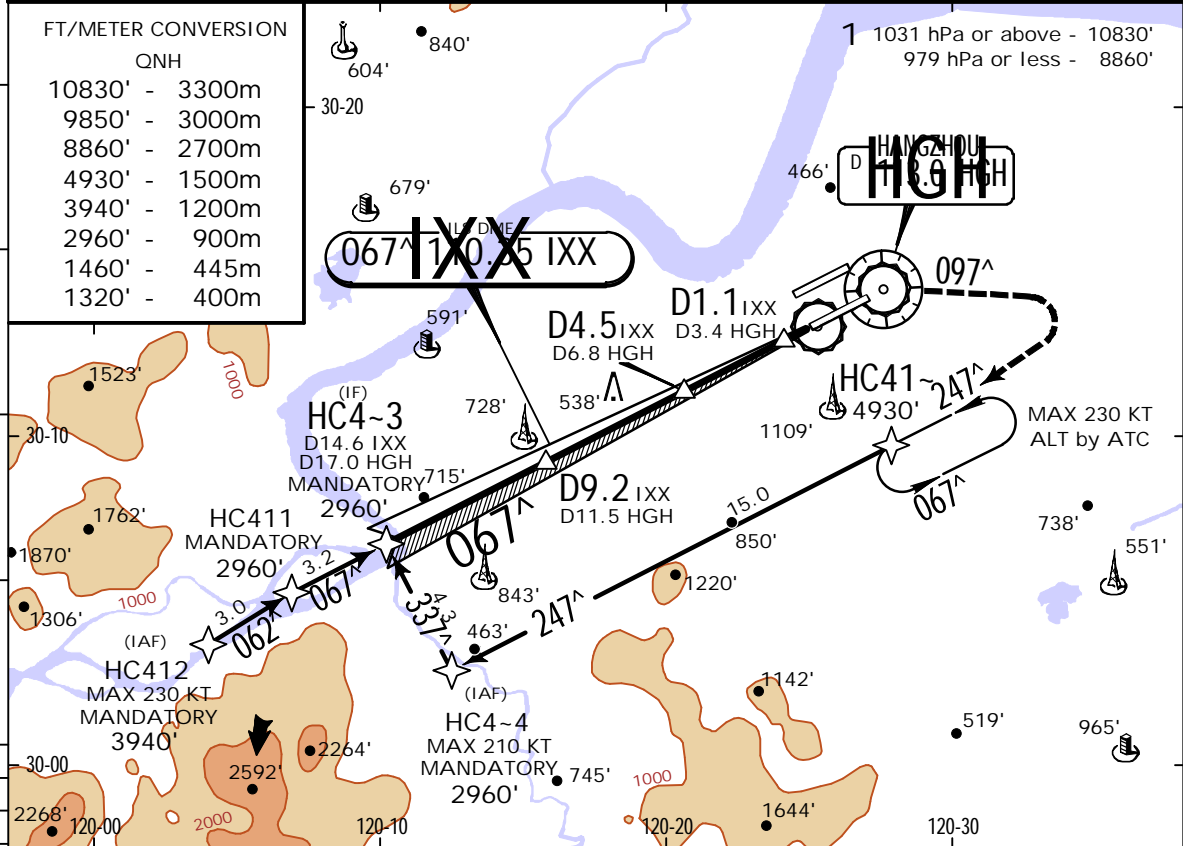 FT/METER CONVERSION
QNH
10830' - 3300m
9850' - 3000m
8860' - 2700m
4930' - 1500m
3940' - 1200m
2960' - 900m
1460' - 445m
1320' - 400m
1 1031 hPa or above - 10830'
979 hPa or less - 8860'
840'
604'
30-20
679'
466'
HANGZHOU
D 113.0 HGH
HGH
ILS DME
067^ 110.35 IXX
IXX
097^
591'
D1.1 IXX
D3.4 HGH
D4.5 IXX
D6.8 HGH
1523'
1000
(IF)
HC4~3
D14.6 IXX
D17.0 HGH
MANDATORY
2960'
728'
538'
HC41~
4930'
247^
MAX 230 KT
ALT by ATC
1109'
30-10
715'
D9.2 IXX
D11.5 HGH
067^
067^
15.0
850'
738'
551'
1762'
1870'
1306'
1000
HC411
MANDATORY
2960'
3.2
067^
3.0
062^
843'
1220'
4.3
337^
463'
247^
(IAF)
HC412
MAX 230 KT
MANDATORY
3940'
(IAF)
HC4~4
MAX 210 KT
MANDATORY
2960'
1142'
519'
965'
2264'
2592'
745'
1000
30-00
2268'
2000
1644'
120-00
120-10
120-20
120-30